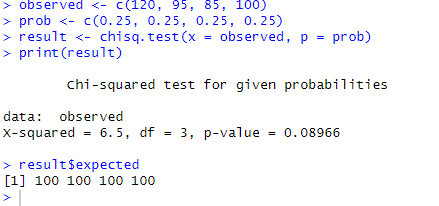 > observed <- c(120, 95, 85, 100)
> prob <- c(0.25, 0.25, 0.25, 0.25)
> result <- chisq.test(x = observed, p = prob)
> print(result)
Chi-squared test for given probabilities
data:  observed
X-squared = 6.5, df = 3, p-value = 0.08966
> result$expected
[1] 100 100 100 100
>